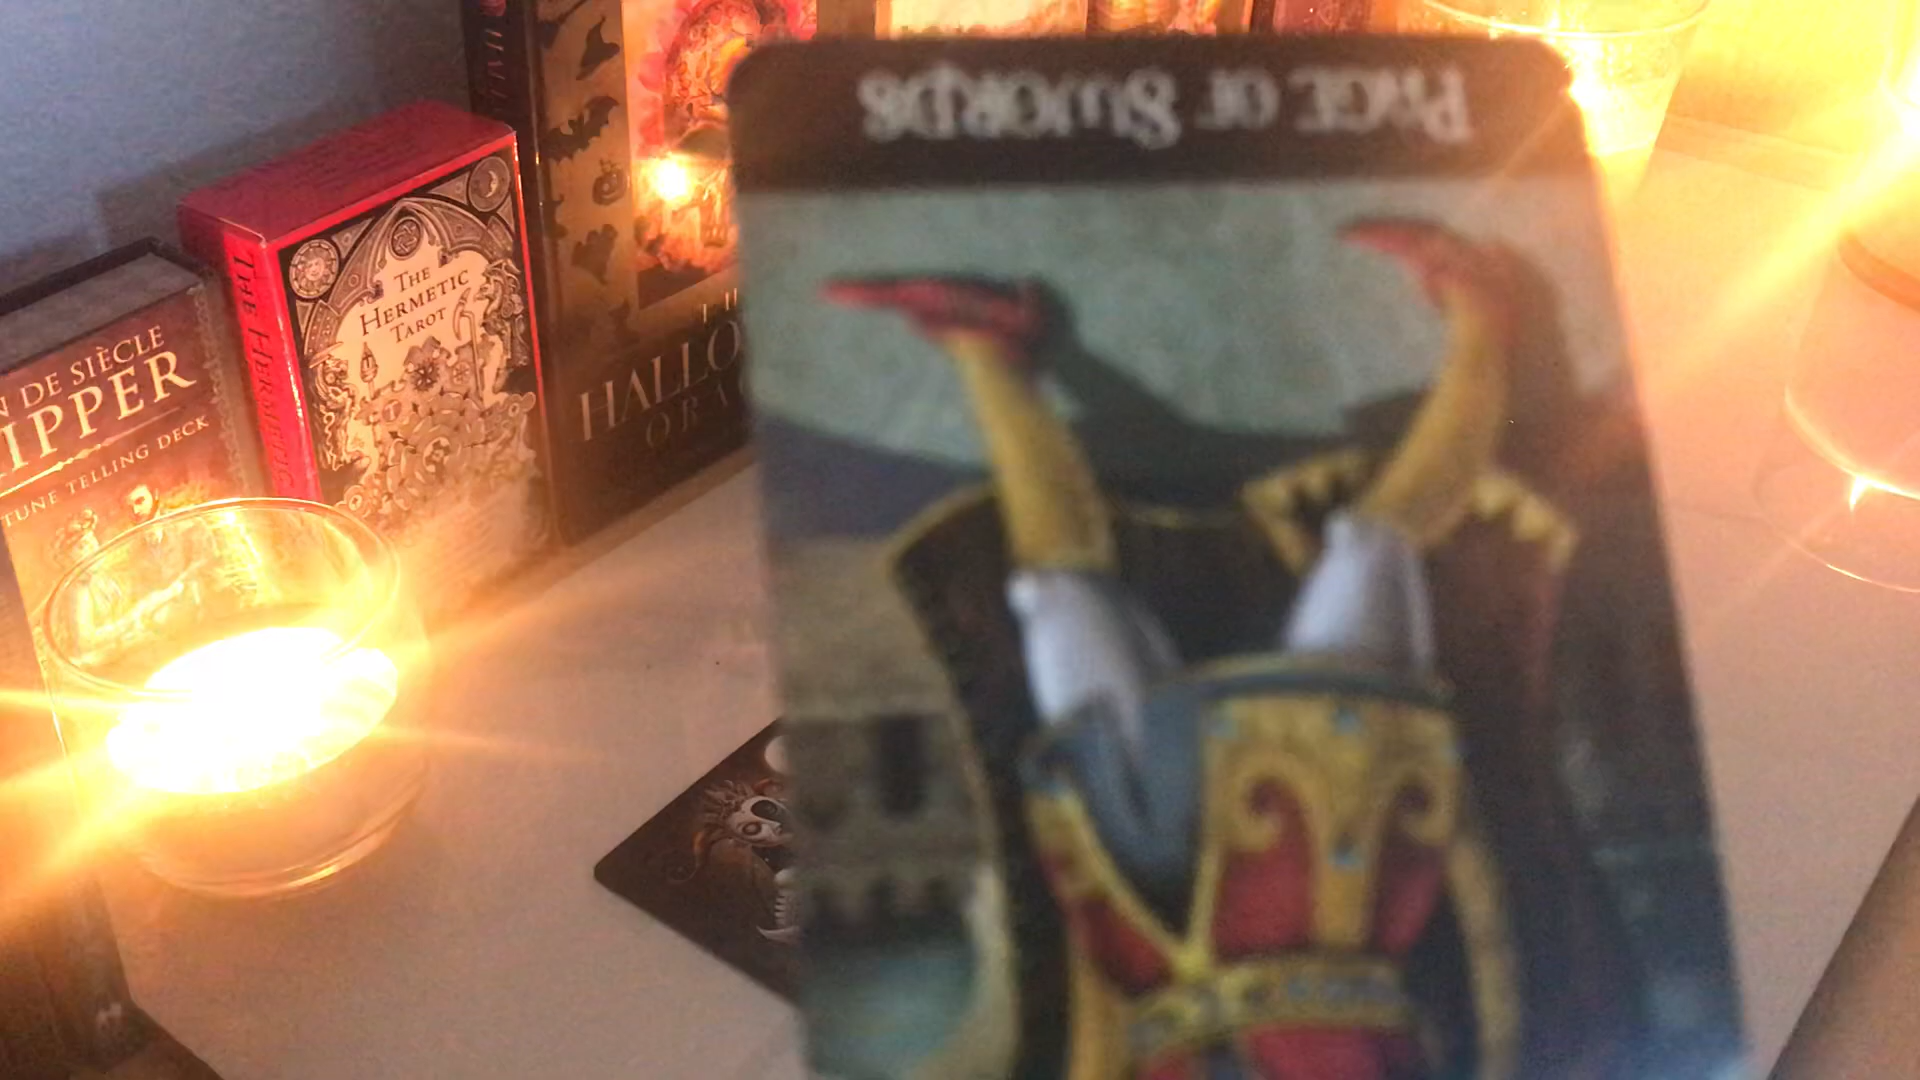 PAGE OF SWORDS
THE
HERMETIC
TAROT
THE HERMETIC
N DE SIÈCLE
IPPER
TUNE TELLING DECK
HALLO
ORA